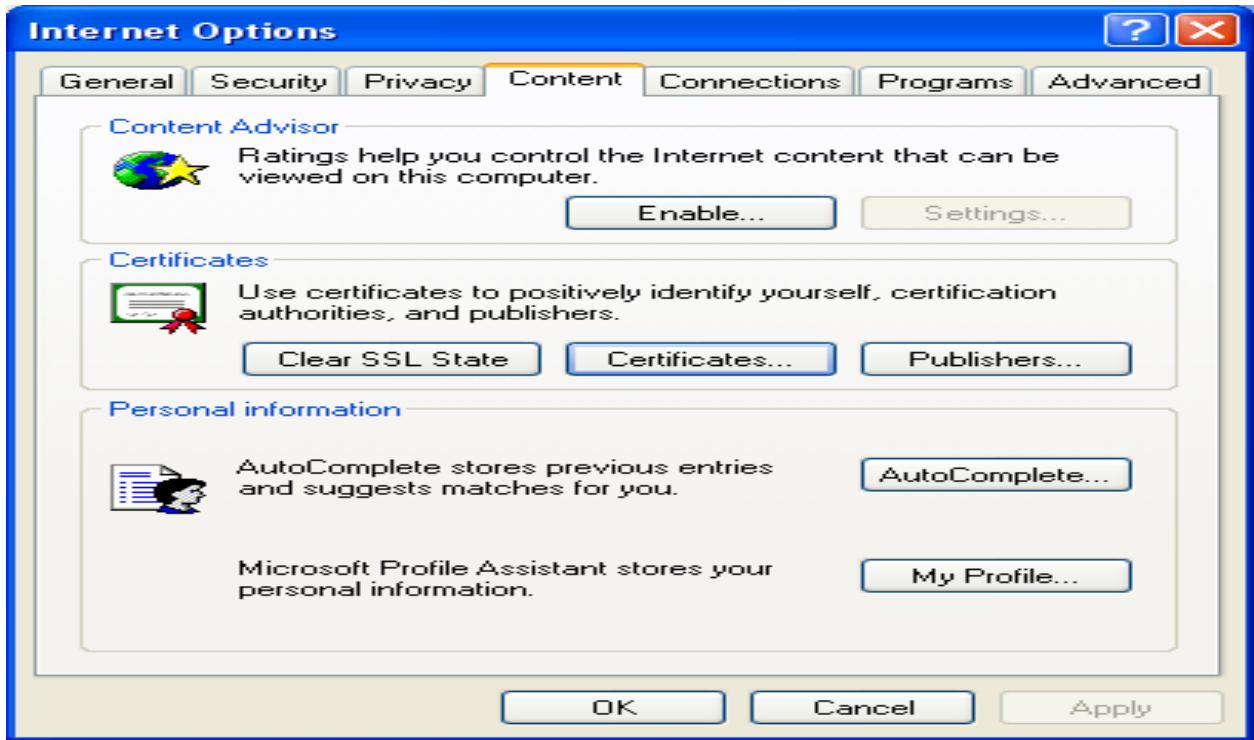 Internet Options
General Security Privacy Content Connections Programs Advanced
Content Advisor
Ratings help you control the Internet content that can be
viewed on this computer.
Enable... Settings...
Certificates
Use certificates to positively identify yourself, certification
authorities, and publishers.
Clear SSL State Certificates... Publishers...
Personal information
AutoComplete stores previous entries
and suggests matches for you.
AutoComplete...
Microsoft Profile Assistant stores your
personal information.
My Profile...
OK Cancel Apply